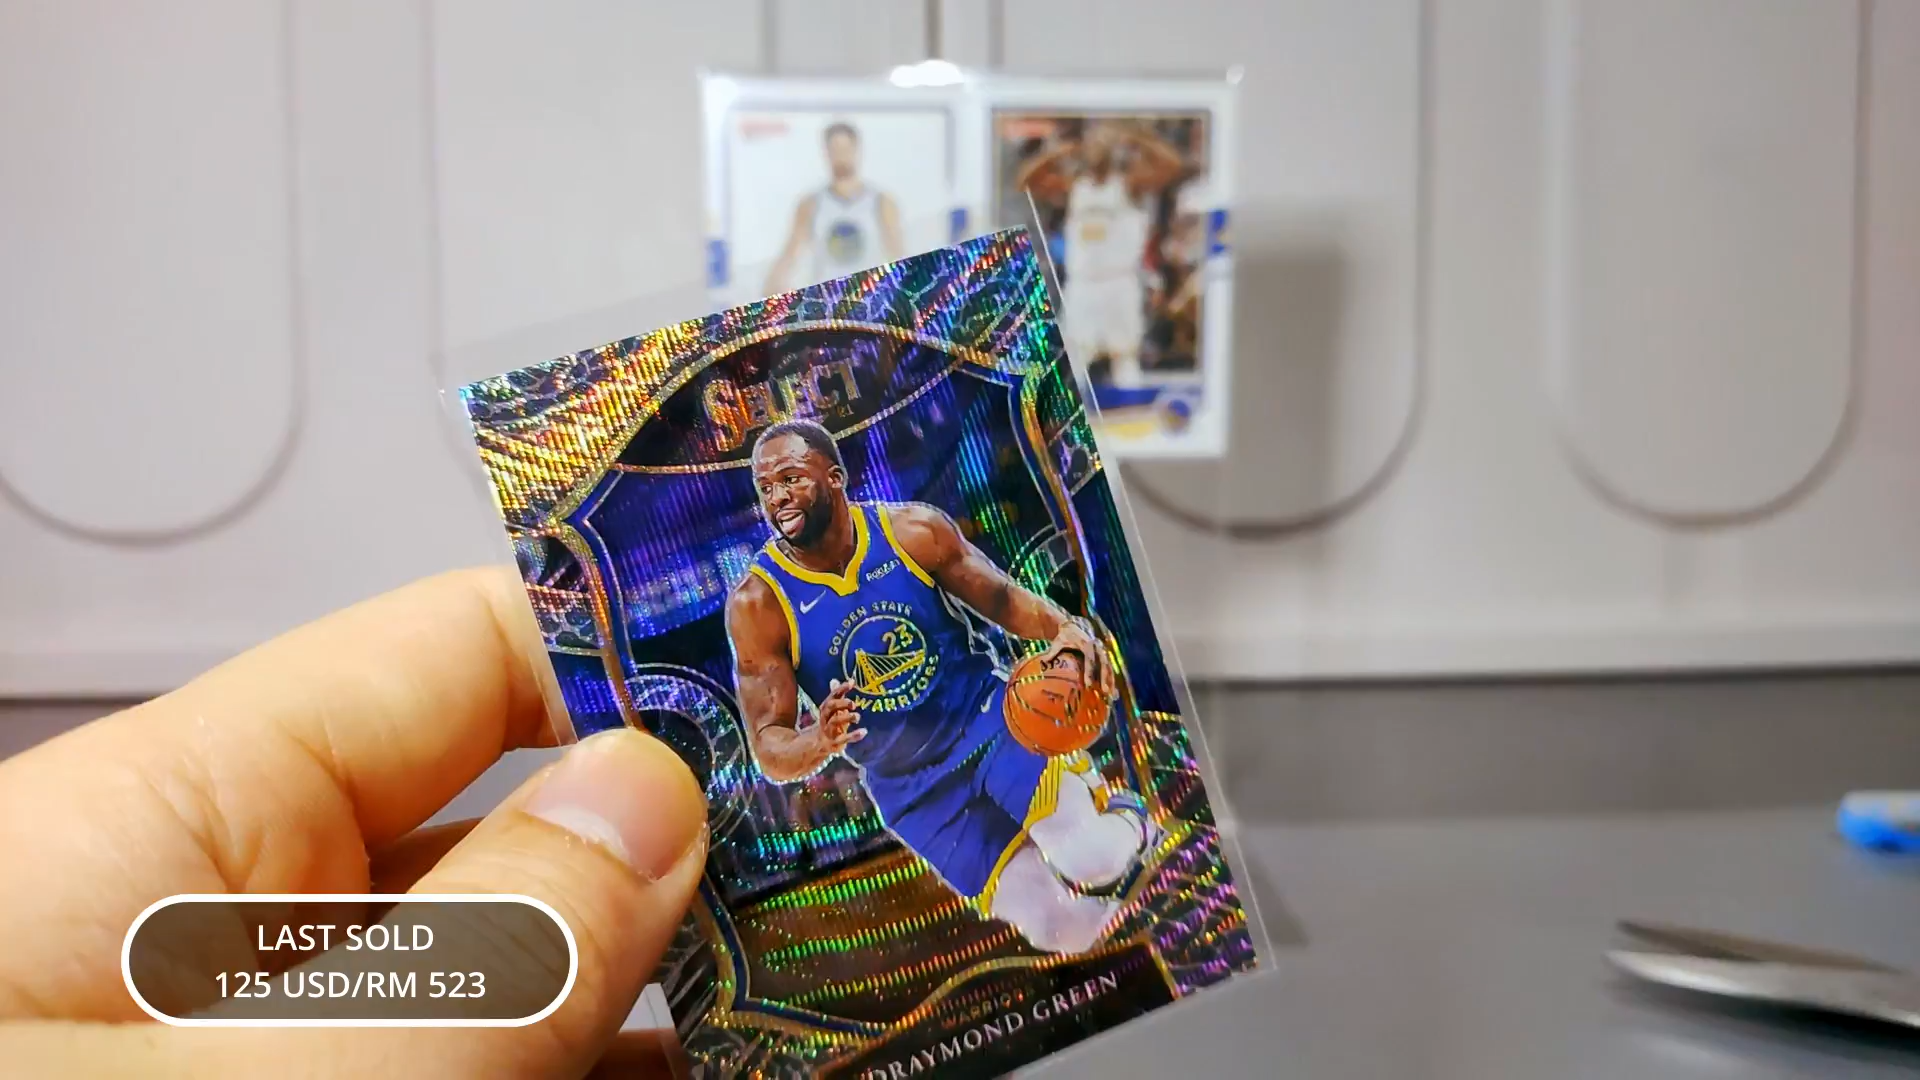 SELECT
GOLDEN STATE
23
WARRIORS
WARRIORS
DRAYMOND GREEN
LAST SOLD
125 USD/RM 523